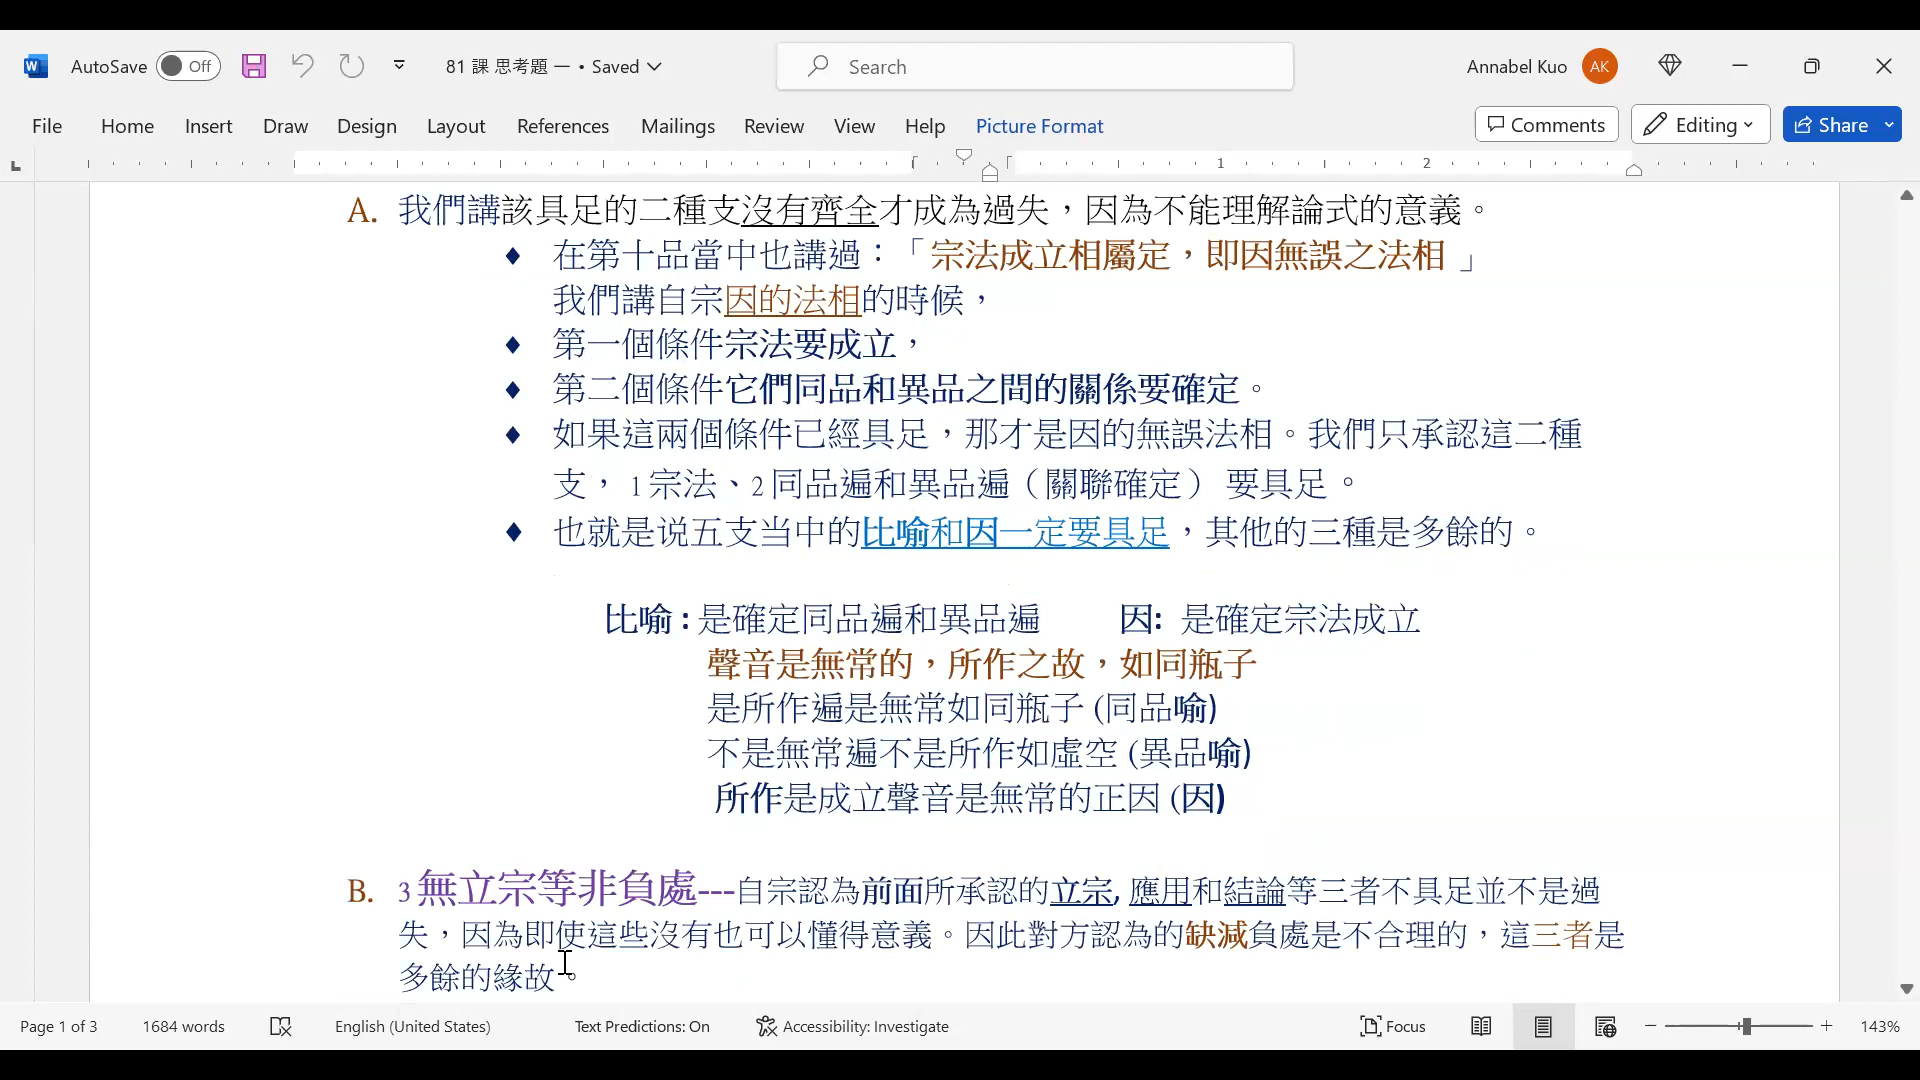 AutoSave Off 81 課 思考題 一 • Saved Search Annabel Kuo AK
File Home Insert Draw Design Layout References Mailings Review View Help Picture Format Comments Editing Share
1 2
A. 我們講該具足的二種支沒有齊全才成為過失，因為不能理解論式的意義。
♦ 在第十品當中也講過：「宗法成立相屬定，即因無誤之法相 」
我們講自宗因的法相的時候，
♦ 第一個條件宗法要成立，
♦ 第二個條件它們同品和異品之間的關係要確定。
♦ 如果這兩個條件已經具足，那才是因的無誤法相。我們只承認這二種
支， 1 宗法、2 同品遍和異品遍（關聯確定） 要具足。
♦ 也就是说五支当中的比喻和因一定要具足，其他的三種是多餘的。
比喻 : 是確定同品遍和異品遍 因: 是確定宗法成立
聲音是無常的，所作之故，如同瓶子
是所作遍是無常如同瓶子 (同品喻)
不是無常遍不是所作如虛空 (異品喻)
所作是成立聲音是無常的正因 (因)
B. 3 無立宗等非負處---自宗認為前面所承認的立宗, 應用和結論等三者不具足並不是過
失，因為即使這些沒有也可以懂得意義。因此對方認為的缺減負處是不合理的，這三者是
多餘的緣故。
Page 1 of 3 1684 words English (United States) Text Predictions: On Accessibility: Investigate Focus 143%